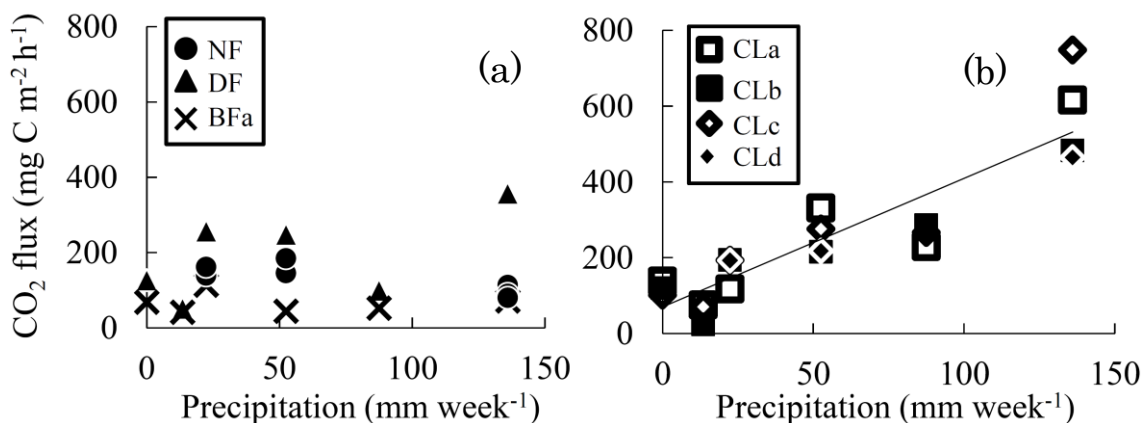 CO₂ flux (mg C m⁻² h⁻¹)
800
600
400
200
0
NF
DF
BFa
(a)
0 50 100 150
Precipitation (mm week⁻¹)
800
600
400
200
0
CLa
CLb
CLc
CLd
(b)
0 50 100 150
Precipitation (mm week⁻¹)